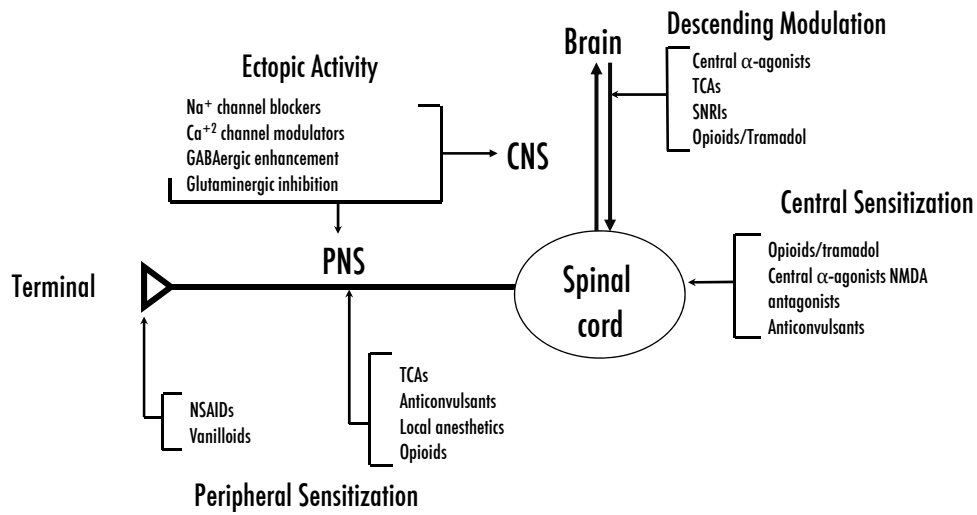 Descending Modulation
Brain
Central α-agonists
TCAs
SNRIs
Opioids/Tramadol
Ectopic Activity
Na+ channel blockers
Ca+2 channel modulators
GABAergic enhancement
Glutaminergic inhibition
CNS
Central Sensitization
Opioids/tramadol
Central α-agonists NMDA
antagonists
Anticonvulsants
PNS
Terminal
Spinal
cord
TCAs
Anticonvulsants
Local anesthetics
Opioids
NSAIDs
Vanilloids
Peripheral Sensitization